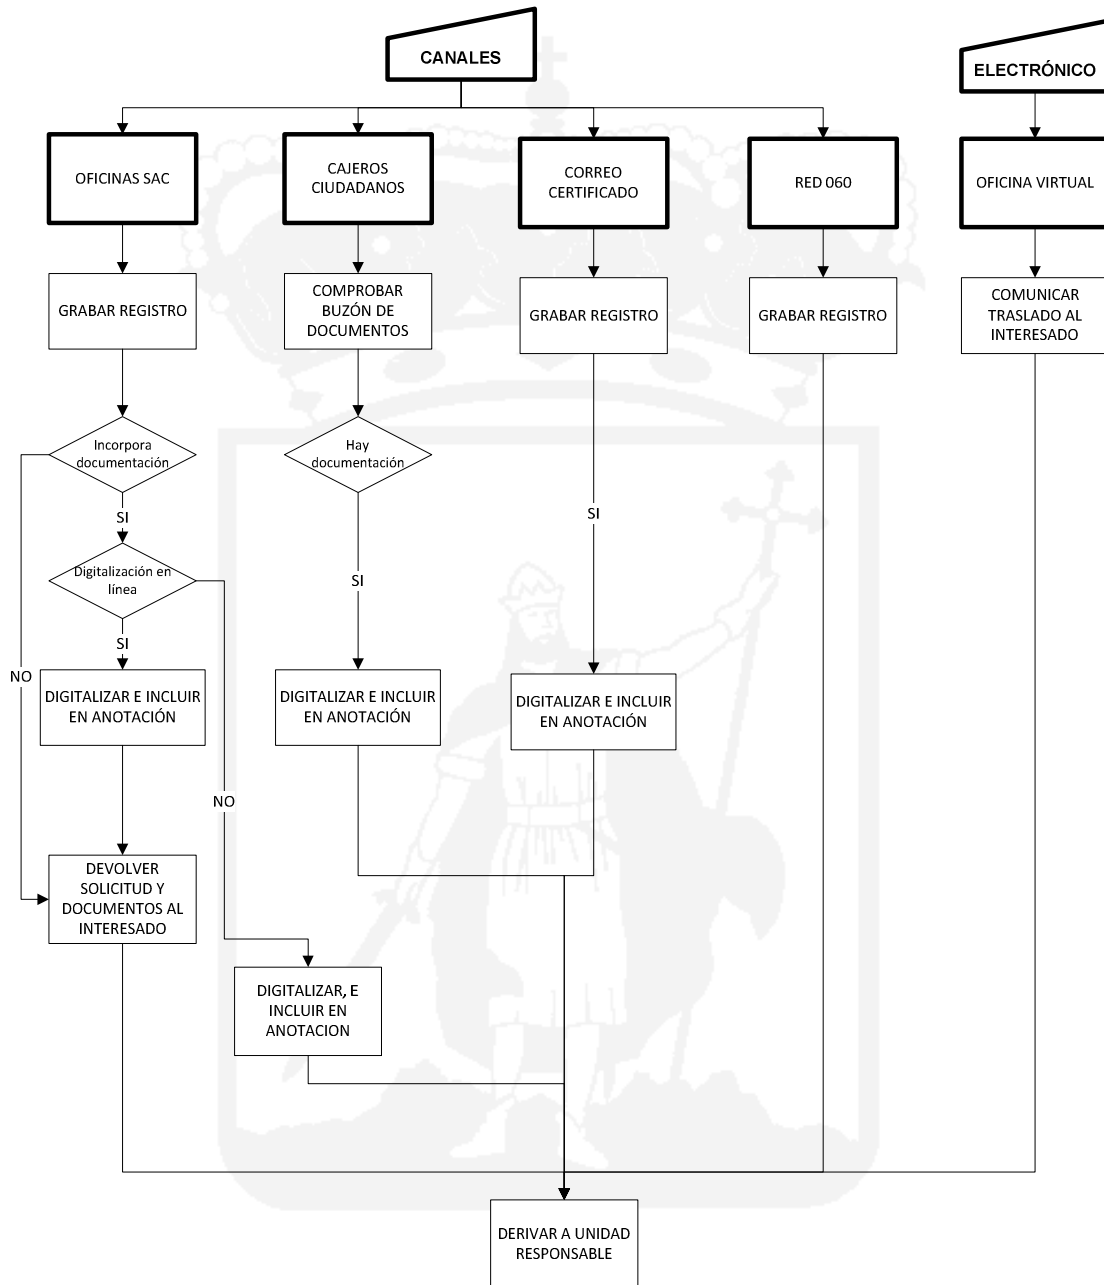 CANALES
ELECTRÓNICO
OFICINAS SAC
CAJEROS
CIUDADANOS
CORREO
CERTIFICADO
RED 060
OFICINA VIRTUAL
GRABAR REGISTRO
COMPROBAR
BUZÓN DE
DOCUMENTOS
GRABAR REGISTRO
GRABAR REGISTRO
COMUNICAR
TRASLADO AL
INTERESADO
Incorpora
documentación
Hay
documentación
SI
SI
Digitalización en
línea
SI
SI
NO
DIGITALIZAR E INCLUIR
EN ANOTACIÓN
DIGITALIZAR E INCLUIR
EN ANOTACIÓN
DIGITALIZAR E INCLUIR
EN ANOTACIÓN
NO
DEVOLVER
SOLICITUD Y
DOCUMENTOS AL
INTERESADO
DIGITALIZAR, E
INCLUIR EN
ANOTACION
DERIVAR A UNIDAD
RESPONSABLE